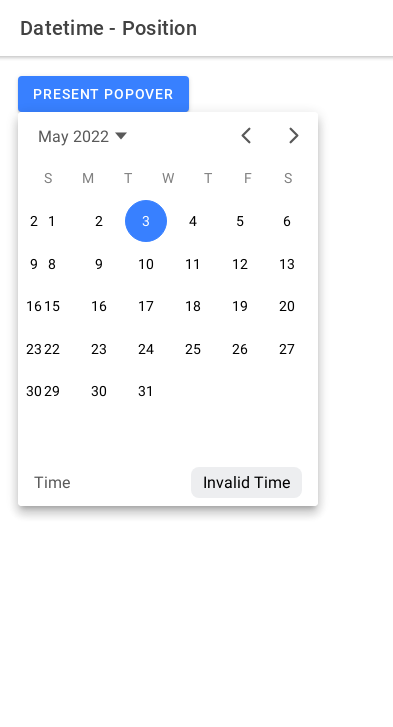 Datetime - Position
PRESENT POPOVER
May 2022
S M T W T F S
2 1 2 3 4 5 6
9 8 9 10 11 12 13
16 15 16 17 18 19 20
23 22 23 24 25 26 27
30 29 30 31
Time Invalid Time